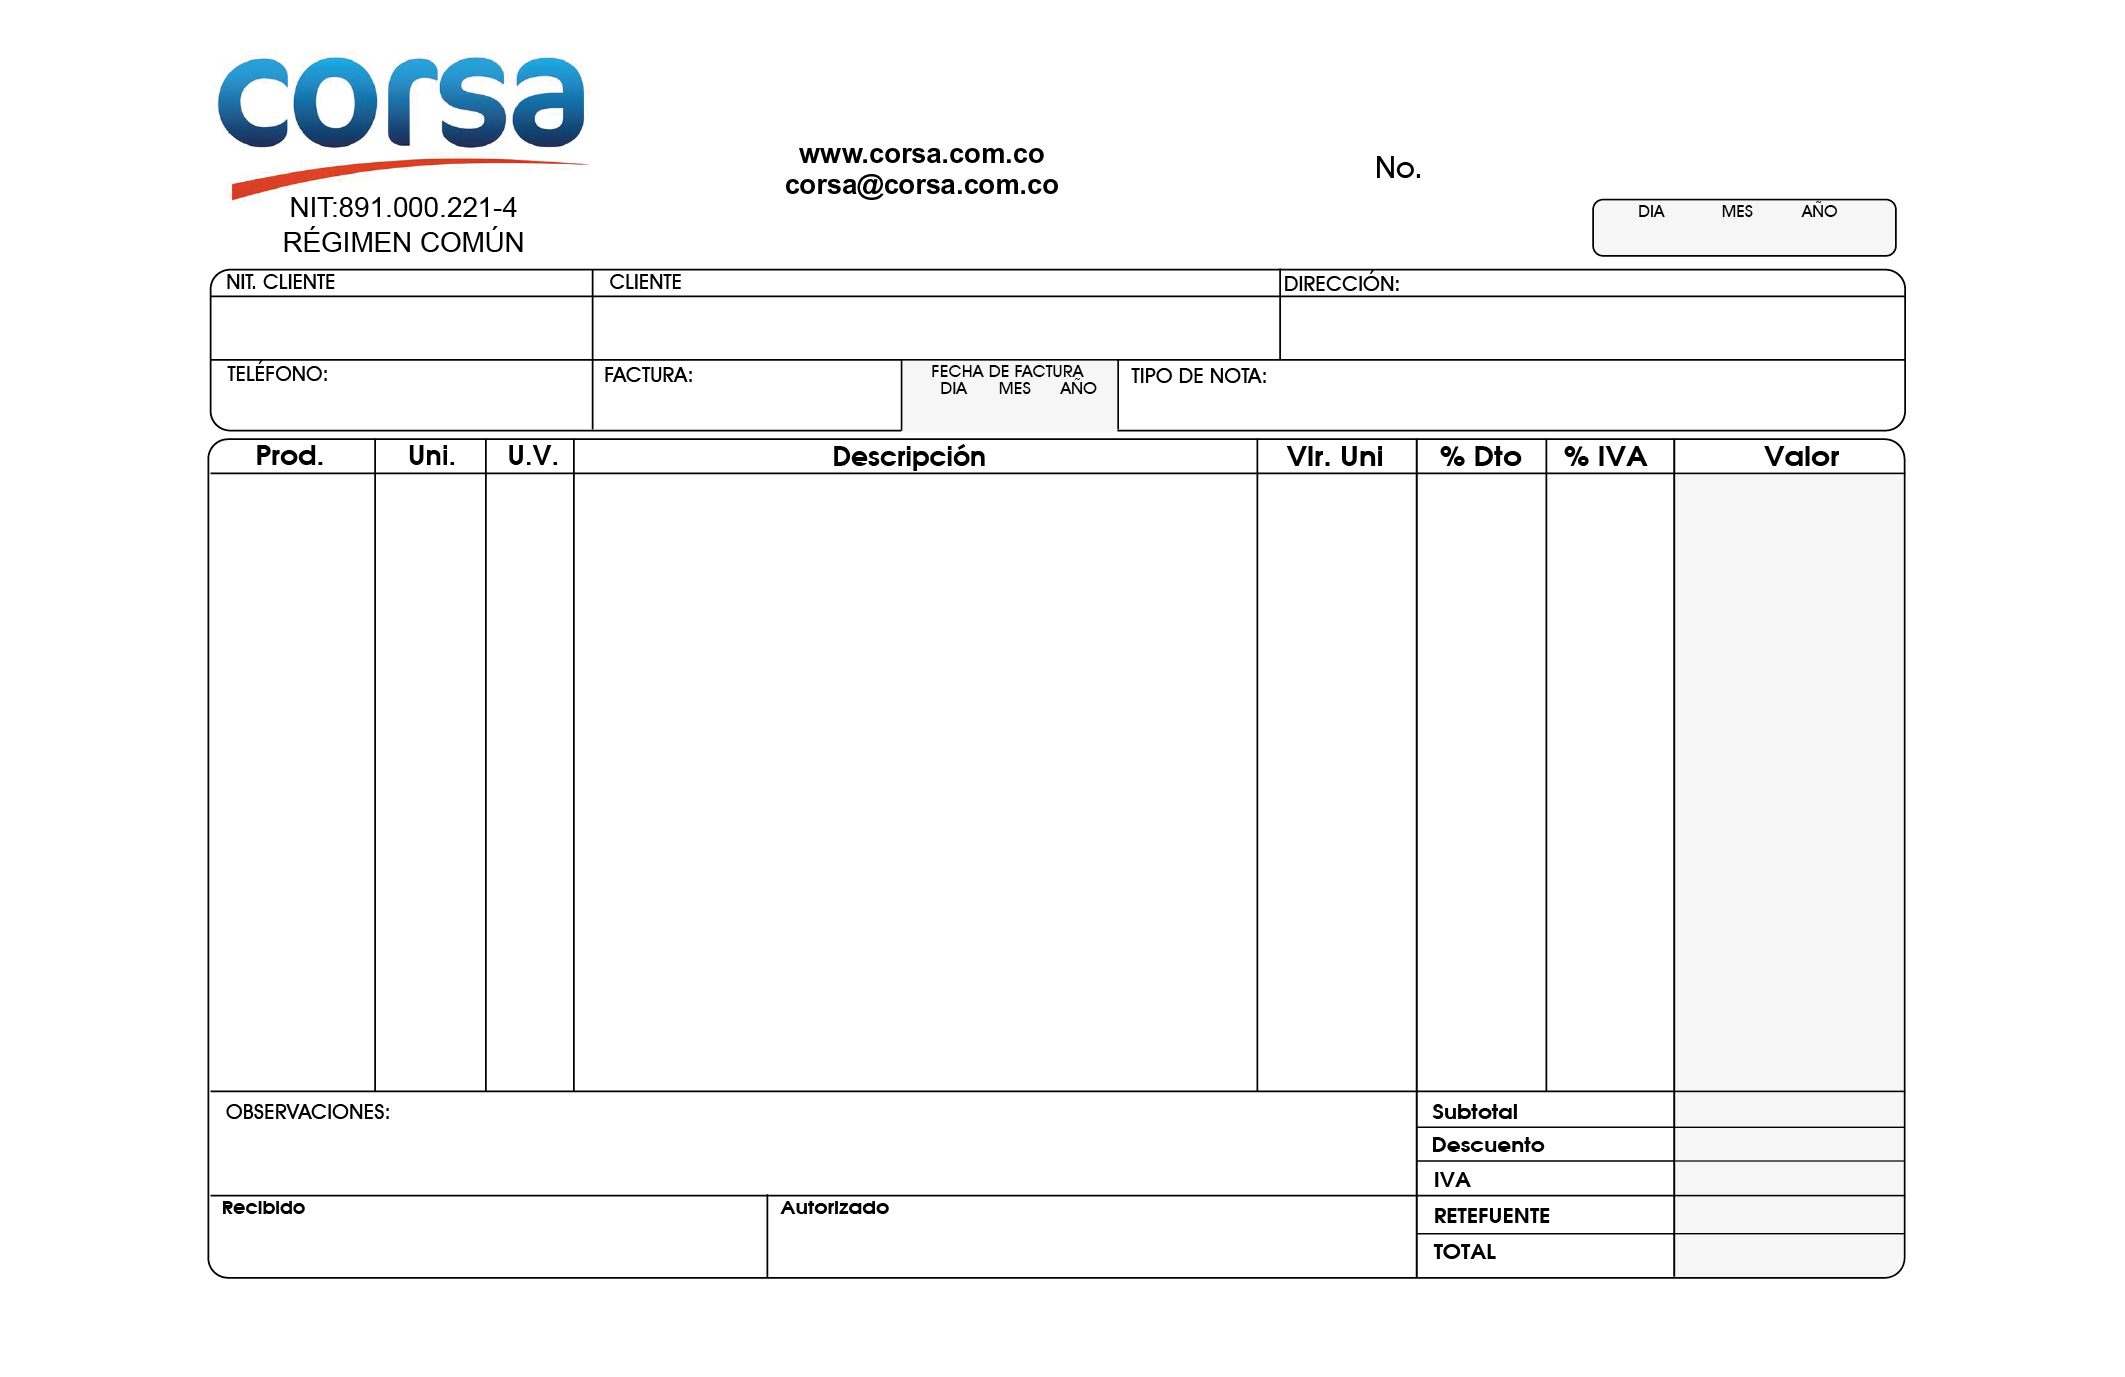 corsa
www.corsa.com.co
corsa@corsa.com.co
No.
NIT:891.000.221-4
RÉGIMEN COMÚN
DIA MES AÑO
NIT. CLIENTE CLIENTE DIRECCIÓN:
TELÉFONO: FACTURA: FECHA DE FACTURA TIPO DE NOTA:
DIA MES AÑO
Prod. Uni. U.V. Descripción Vlr. Uni % Dto % IVA Valor
OBSERVACIONES: Subtotal
Descuento
IVA
Recibido Autorizado RETEFUENTE
TOTAL